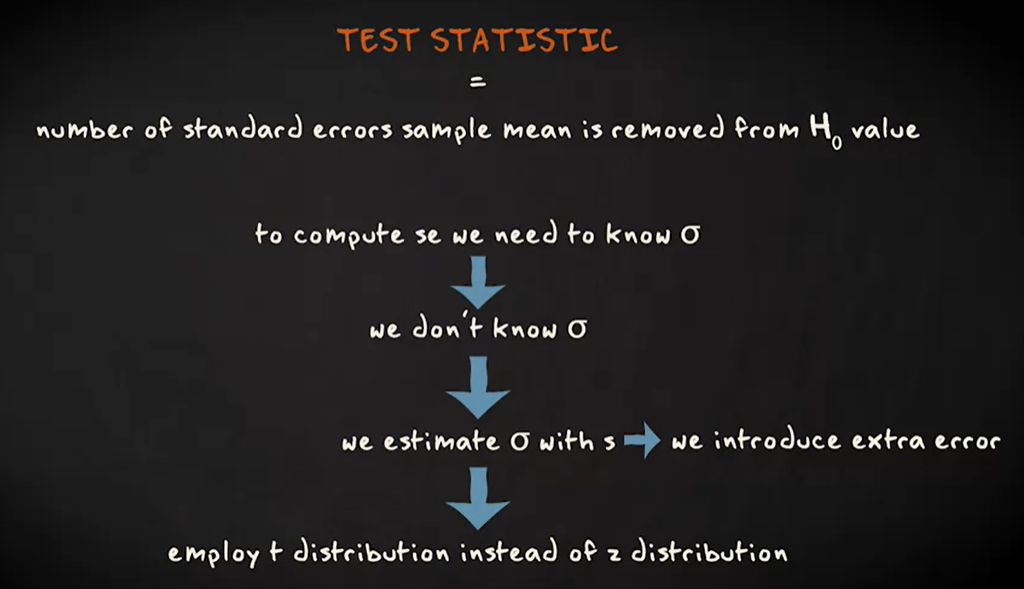 TEST STATISTIC
=
number of standard errors sample mean is removed from H₀ value
to compute se we need to know σ
we don't know σ
we estimate σ with s
we introduce extra error
employ t distribution instead of z distribution